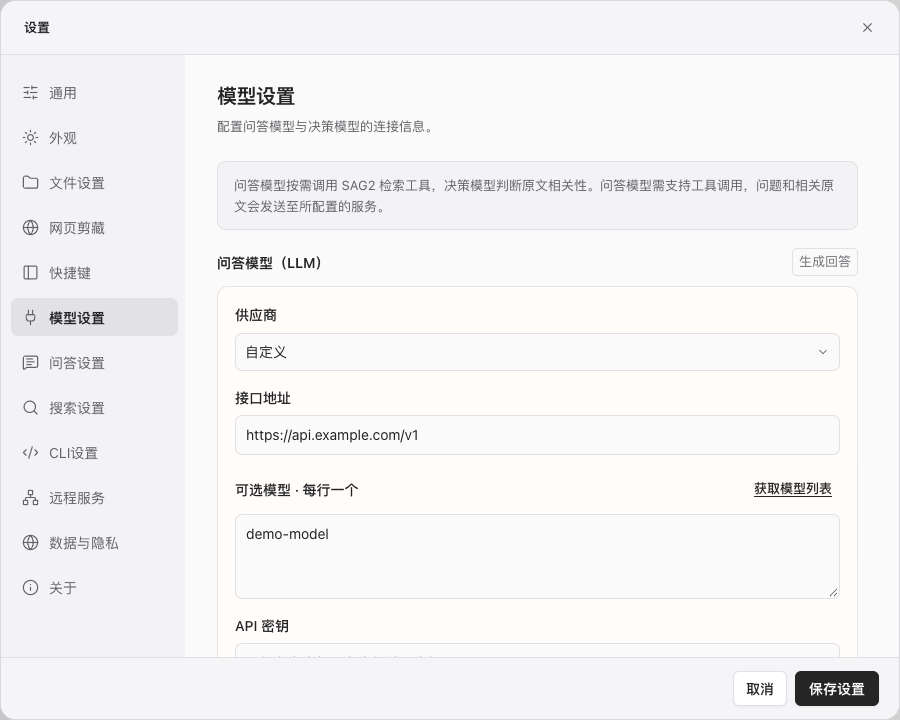 设置
通用
外观
文件设置
网页剪藏
快捷键
模型设置
问答设置
搜索设置
CLI设置
远程服务
数据与隐私
关于
模型设置
配置问答模型与决策模型的连接信息。
问答模型按需调用 SAG2 检索工具，决策模型判断原文相关性。问答模型需支持工具调用，问题和相关原
文会发送至所配置的服务。
问答模型（LLM）
生成回答
供应商
自定义
接口地址
https://api.example.com/v1
可选模型 · 每行一个
获取模型列表
demo-model
API 密钥
取消
保存设置